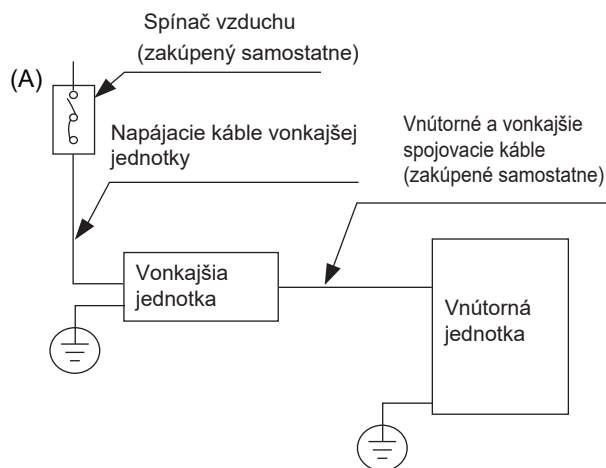 Spínač vzduchu
(zakúpený samostatne)
(A)
Napájacie káble vonkajšej
jednotky
Vnútorné a vonkajšie
spojovacie káble
(zakúpené samostatne)
Vonkajšia
jednotka
Vnútorná
jednotka